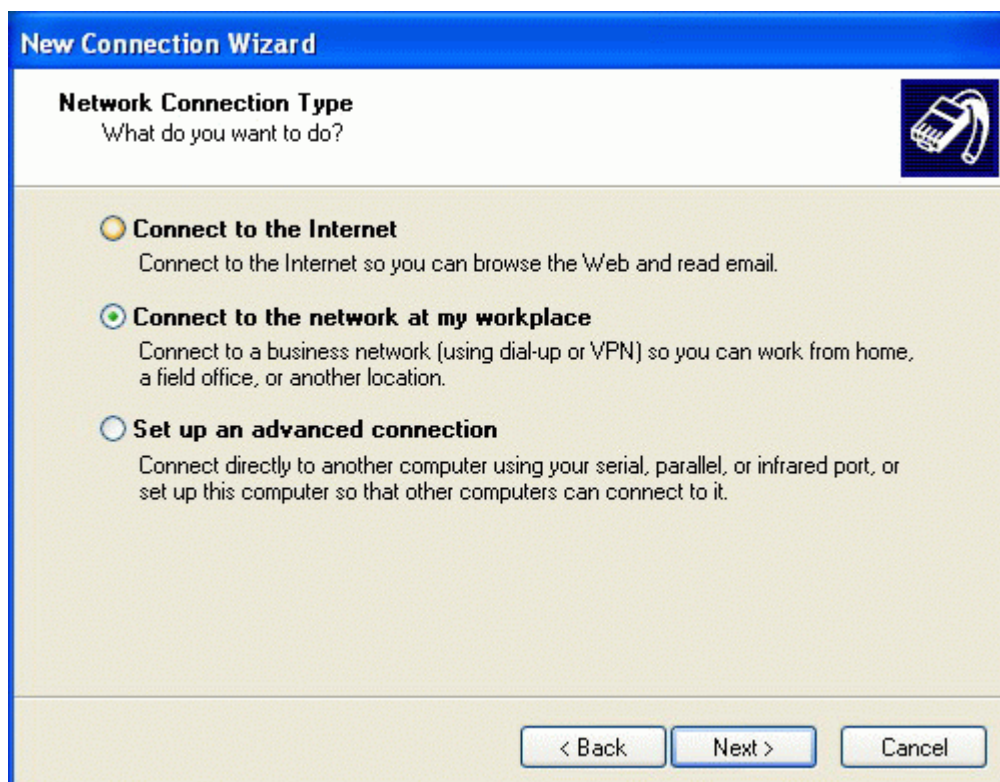 New Connection Wizard
Network Connection Type
What do you want to do?
Connect to the Internet
Connect to the Internet so you can browse the Web and read email.
Connect to the network at my workplace
Connect to a business network (using dial-up or VPN) so you can work from home,
a field office, or another location.
Set up an advanced connection
Connect directly to another computer using your serial, parallel, or infrared port, or
set up this computer so that other computers can connect to it.
< Back Next > Cancel